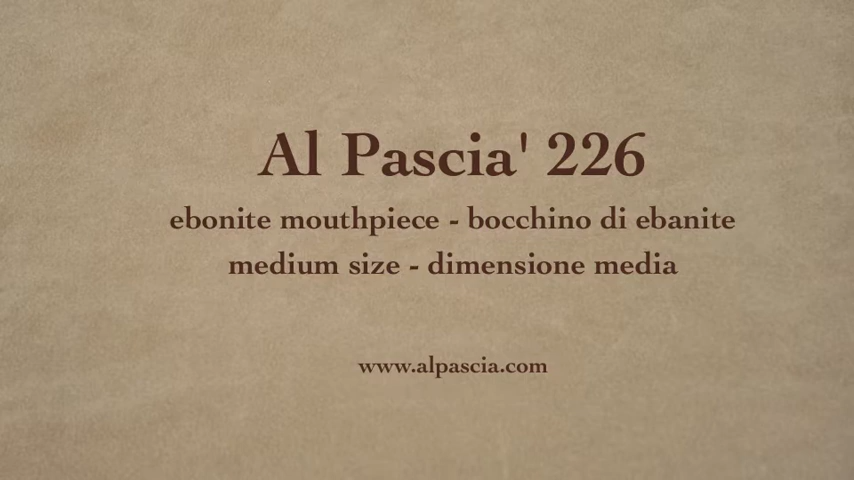 Al Pascia' 226
ebonite mouthpiece - bocchino di ebanite
medium size - dimensione media
www.alpascia.com